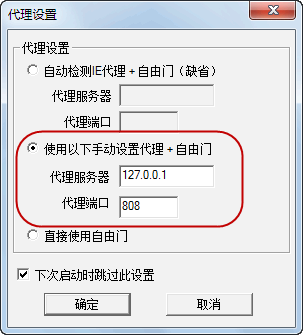 代理设置
代理设置
自动检测IE代理 + 自由门（缺省）
代理服务器
代理端口
使用以下手动设置代理 + 自由门
代理服务器 127.0.0.1
代理端口 808
直接使用自由门
下次启动时跳过此设置
确定 取消